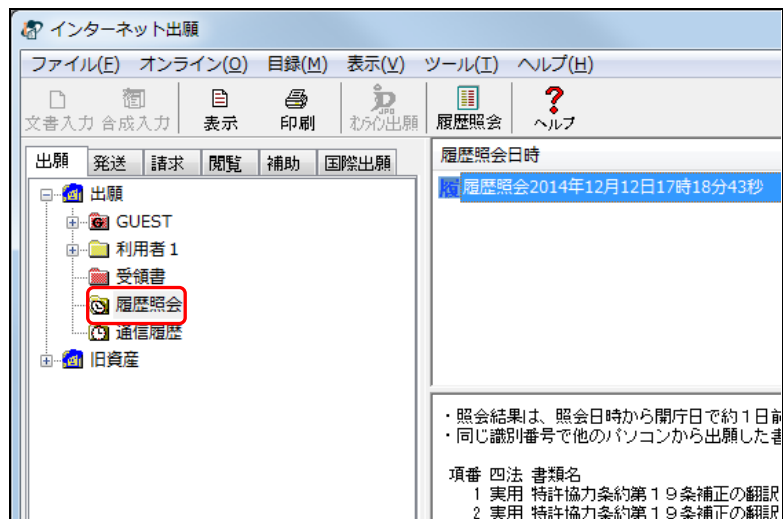 インターネット出願
ファイル(F) オンライン(O) 目録(M) 表示(V) ツール(T) ヘルプ(H)
文書入力 合成入力 表示 印刷 オンライン出願 履歴照会 ヘルプ
出願 発送 請求 閲覧 補助 国際出願
出願
GUEST
利用者1
受領書
履歴照会
通信履歴
旧資産
履歴照会日時
履歴照会2014年12月12日17時18分43秒
・照会結果は、照会日時から開庁日で約1日前
・同じ識別番号で他のパソコンから出願した書
項番 四法 書類名
1 実用 特許協力条約第19条補正の翻訳
2 実用 特許協力条約第19条補正の翻訳